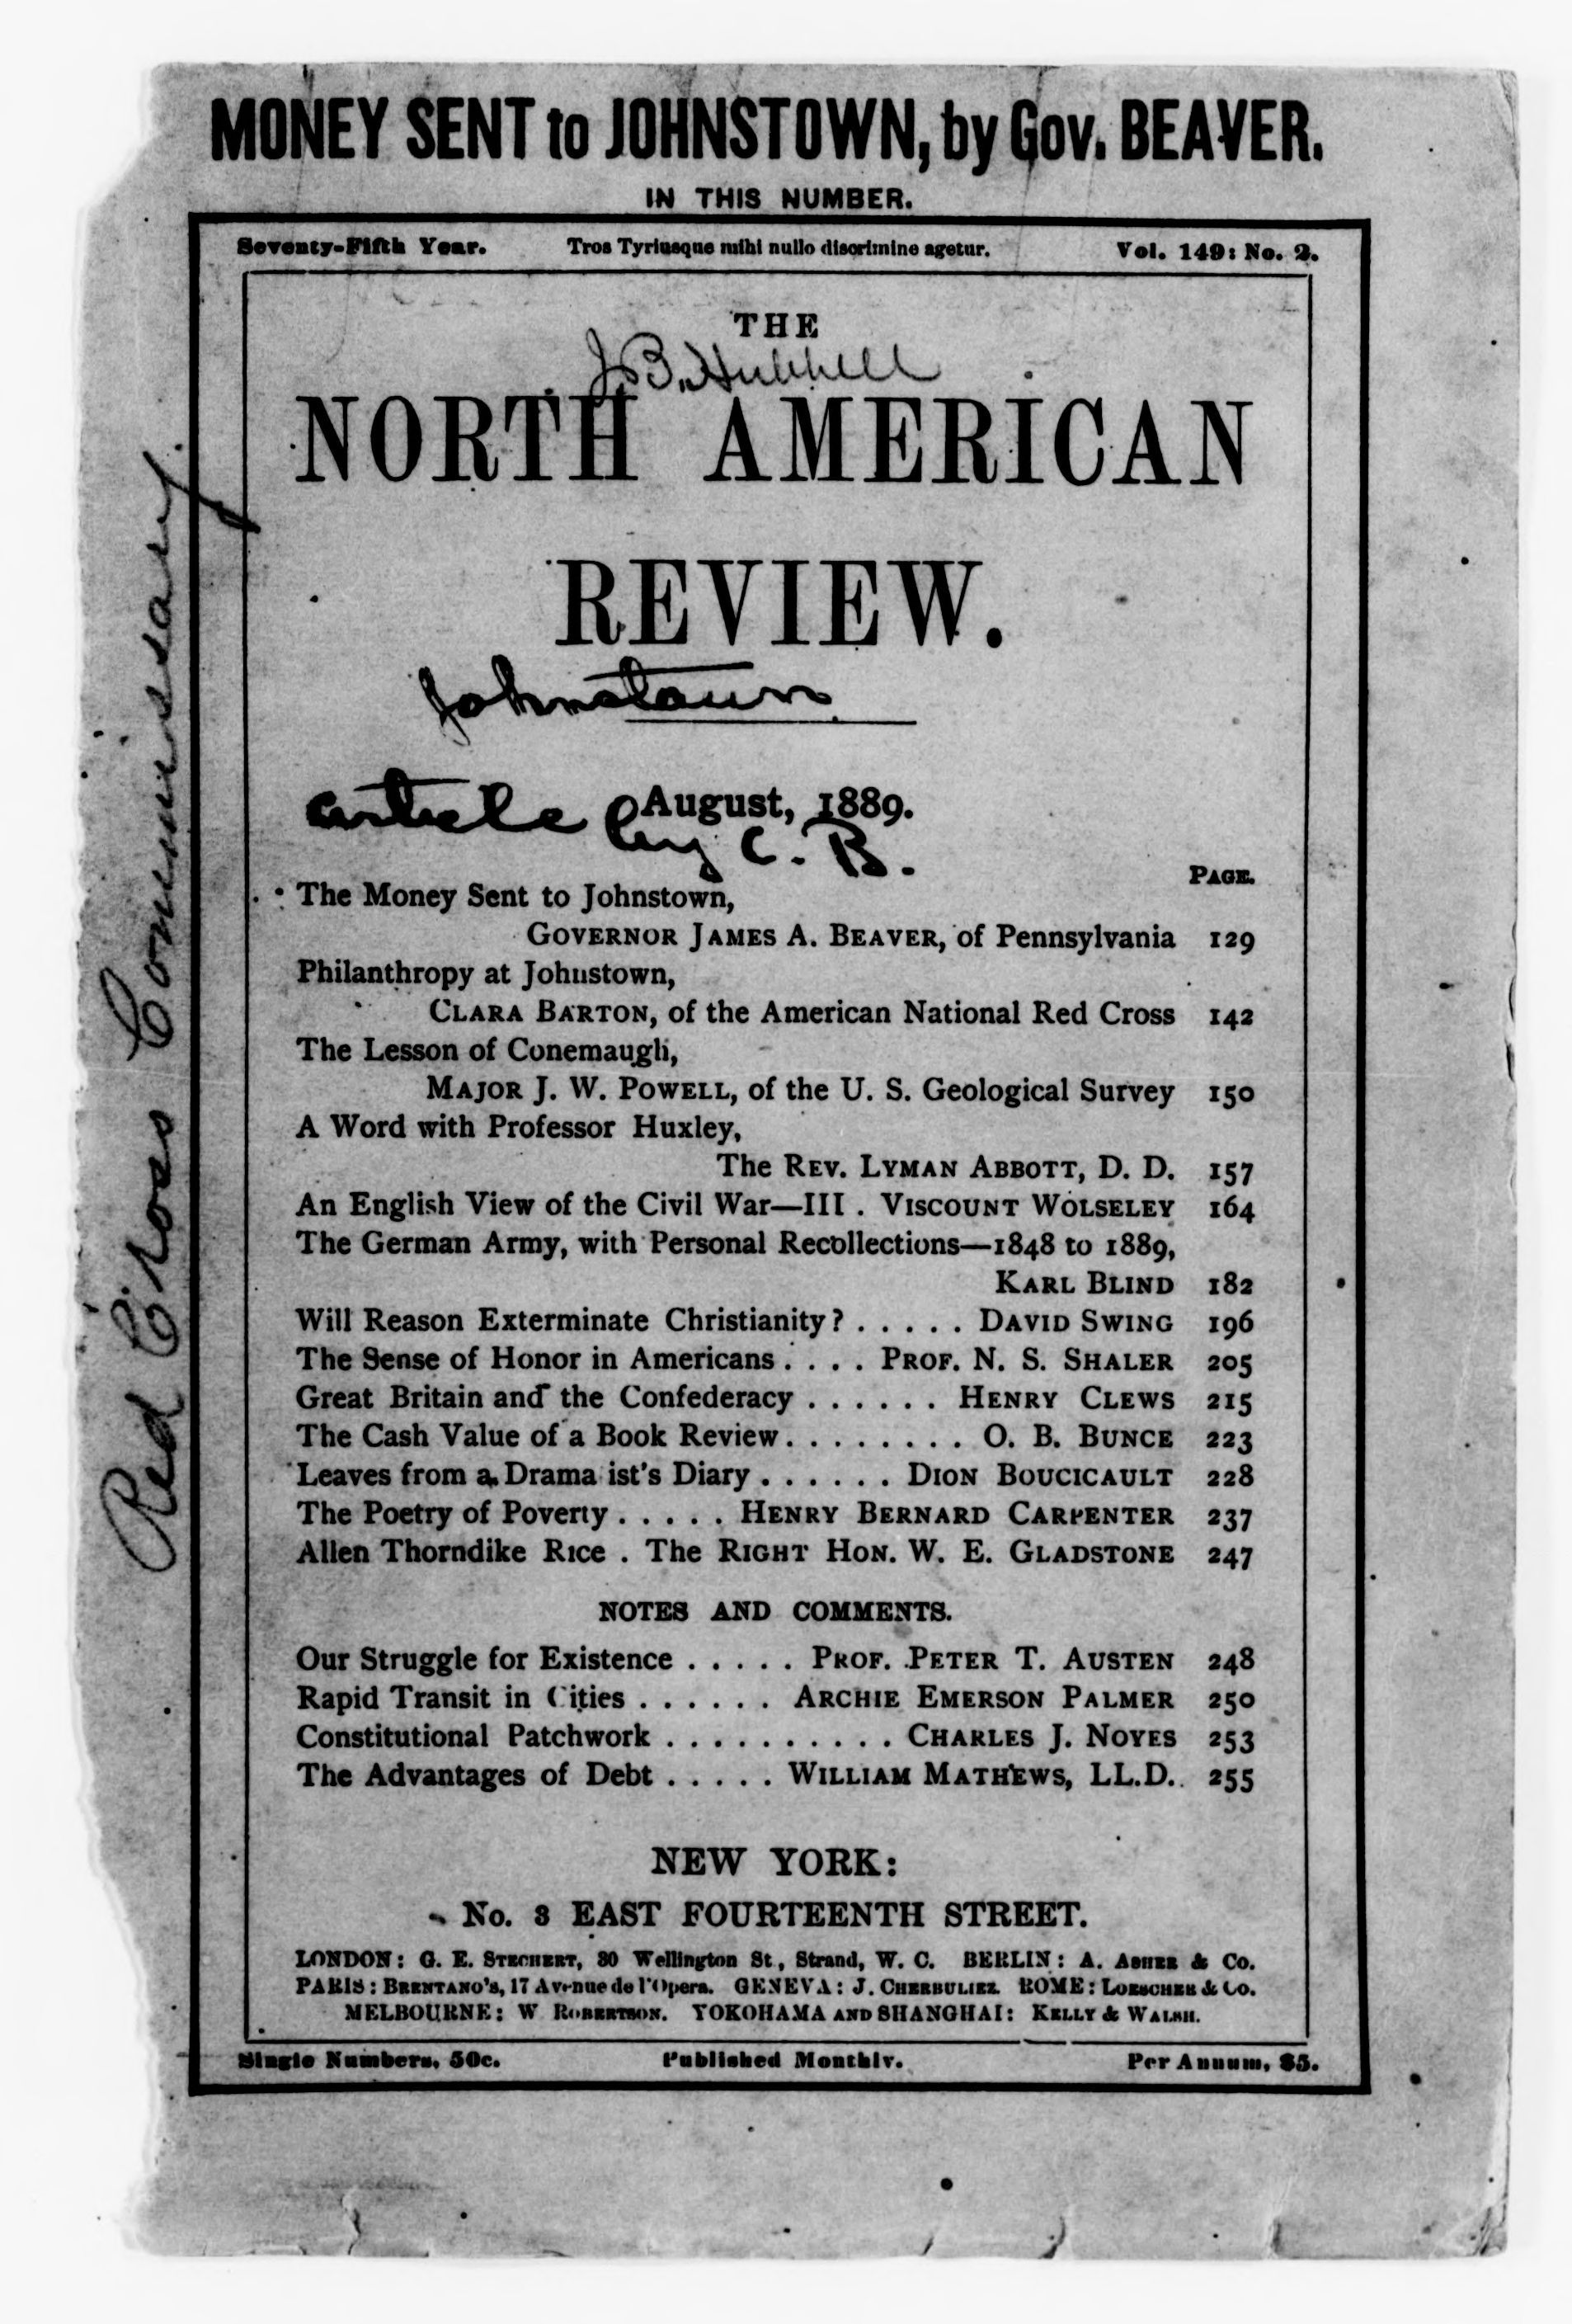 MONEY SENT to JOHNSTOWN, by Gov. BEAVER.
IN THIS NUMBER.
Seventy-Fifth Year. Tros Tyriusque mihi nullo discrimine agetur. Vol. 149: No. 2.
THE
J.B. Hubbell
NORTH AMERICAN
REVIEW.
Johnstown
August, 1889.
article by C. B.
PAGE.
The Money Sent to Johnstown,
GOVERNOR JAMES A. BEAVER, of Pennsylvania 129
Philanthropy at Johnstown,
CLARA BARTON, of the American National Red Cross 142
The Lesson of Conemaugh,
MAJOR J. W. POWELL, of the U. S. Geological Survey 150
A Word with Professor Huxley,
The REV. LYMAN ABBOTT, D. D. 157
An English View of the Civil War—III . VISCOUNT WOLSELEY 164
The German Army, with Personal Recollections—1848 to 1889,
KARL BLIND 182
Will Reason Exterminate Christianity? . . . . . DAVID SWING 196
The Sense of Honor in Americans . . . . PROF. N. S. SHALER 205
Great Britain and the Confederacy . . . . . . HENRY CLEWS 215
The Cash Value of a Book Review . . . . . . . . . O. B. BUNCE 223
Leaves from a Drama ist's Diary . . . . . . DION BOUCICAULT 228
The Poetry of Poverty . . . . . HENRY BERNARD CARPENTER 237
Allen Thorndike Rice . The RIGHT HON. W. E. GLADSTONE 247
NOTES AND COMMENTS.
Our Struggle for Existence . . . . . PROF. PETER T. AUSTEN 248
Rapid Transit in Cities . . . . . . ARCHIE EMERSON PALMER 250
Constitutional Patchwork . . . . . . . . . . CHARLES J. NOYES 253
The Advantages of Debt . . . . . WILLIAM MATHEWS, LL.D. 255
NEW YORK:
No. 3 EAST FOURTEENTH STREET.
LONDON: G. E. STECHERT, 30 Wellington St., Strand, W. C. BERLIN: A. ASHER & Co.
PARIS: BRENTANO'S, 17 Avenue de l'Opera. GENEVA: J. CHERBULIEZ. ROME: LOESCHER & Co.
MELBOURNE: W ROBERTSON. YOKOHAMA AND SHANGHAI: KELLY & WALSH.
Single Numbers, 50c. Published Monthly. Per Annum, $5.
Red Cross Commissary